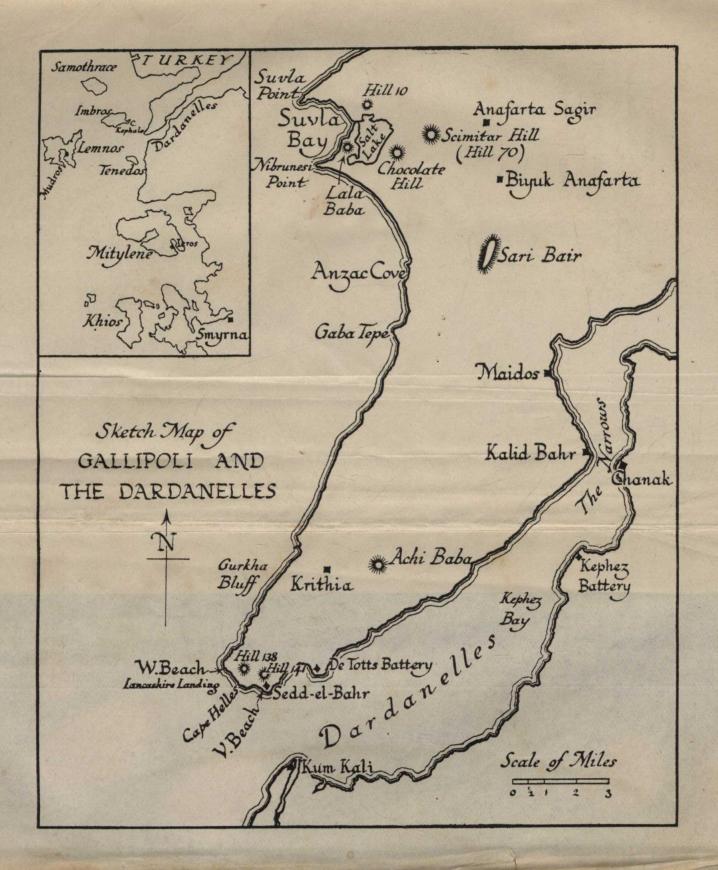 Samothrace
TURKEY
Imbros
C. Kephalo
Dardanelles
Mudros
Lemnos
Tenedos
Mitylene
Khios
Smyrna
Suvla
Point
Hill 10
Suvla
Bay
Salt
Lake
Anafarta Sagir
Scimitar Hill
(Hill 70)
Nibrunesi
Point
Chocolate
Hill
Biyuk Anafarta
Lala
Baba
Sari Bair
Anzac Cove
Gaba Tepe
Maidos
The Narrows
Kalid Bahr
Chanak
Sketch Map of
GALLIPOLI AND
THE DARDANELLES
N
Gurkha
Bluff
Krithia
Achi Baba
Kephez
Battery
Kephez
Bay
Hill 138
Hill 141
W. Beach
Lancashire Landing
De Totts Battery
Sedd-el-Bahr
Cape Helles
V. Beach
Dardanelles
Kum Kali
Scale of Miles
0 ½ 1 2 3